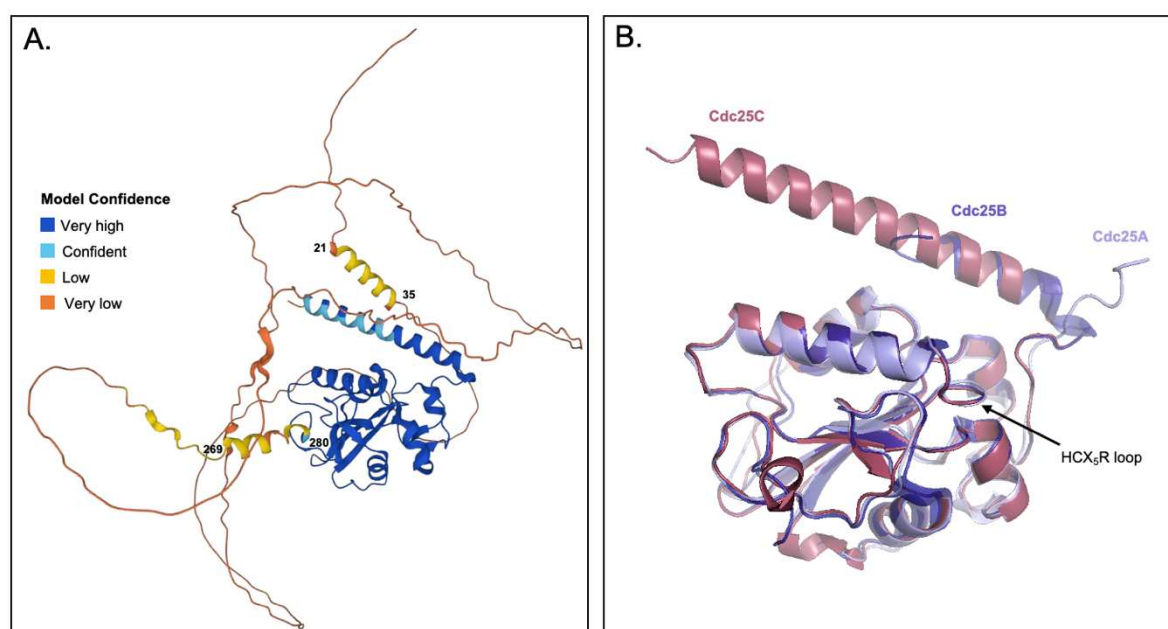 A.
Model Confidence
Very high
Confident
Low
Very low
21
35
269
280
B.
Cdc25C
Cdc25B
Cdc25A
HCX₅R loop